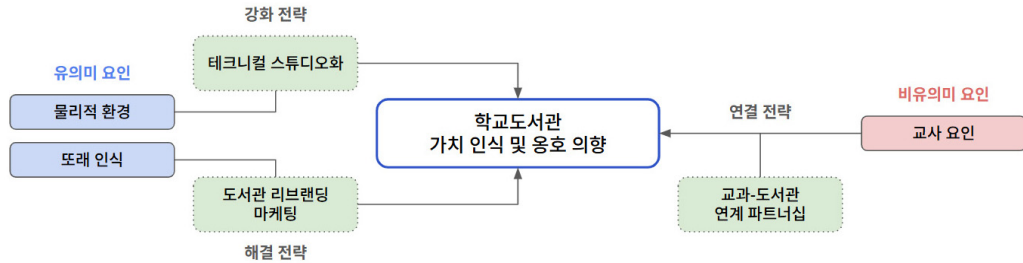 강화 전략
테크니컬 스튜디오화
유의미 요인
물리적 환경
또래 인식
도서관 리브랜딩
마케팅
해결 전략
학교도서관
가치 인식 및 옹호 의향
연결 전략
비유의미 요인
교사 요인
교과-도서관
연계 파트너십